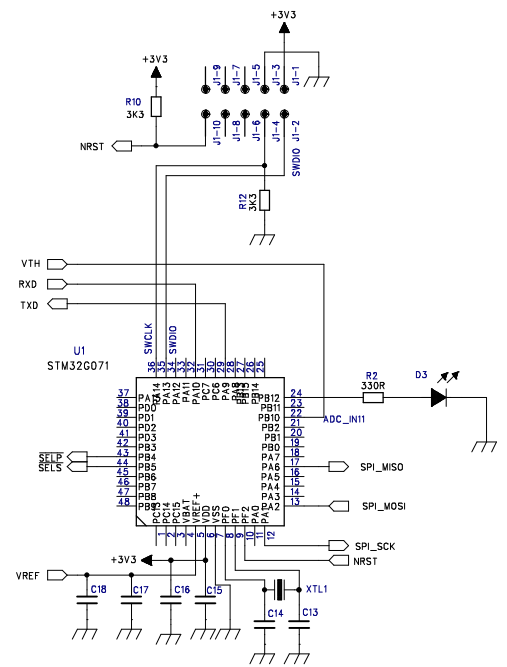 +3V3
+3V3
J1-9
J1-7
J1-5
J1-3
J1-1
R10
3K3
NRST
J1-10
J1-8
J1-6
J1-4
J1-2
SWDIO
R12
3K3
VTH
RXD
TXD
U1
STM32G071
SWCLK
SWDIO
36
35
34
33
32
31
30
29
28
27
26
25
PA14
PA13
PA12
PA11
PA10
PC7
PC6
PA9
PA8
PB15
PB14
37
38
39
40
41
42
43
44
45
46
47
48
PD0
PD1
PD2
PD3
PB3
PB4
PB5
PB6
PB7
PB8
PB9
SELP
SELS
PB12
PB11
PB10
PB2
PB1
PB0
PA7
PA6
PA5
PA4
PA3
PA2
24
23
22
21
20
19
18
17
16
15
14
13
ADC_IN11
R2
330R
D3
SPI_MISO
SPI_MOSI
SPI_SCK
NRST
PC13
PC14
PC15
VBAT
VREF+
VDD
VSS
PF0
PF1
PF2
PA0
PA1
1
2
3
4
5
6
7
8
9
10
11
12
+3V3
VREF
C18
C17
C16
C15
XTL1
C14
C13